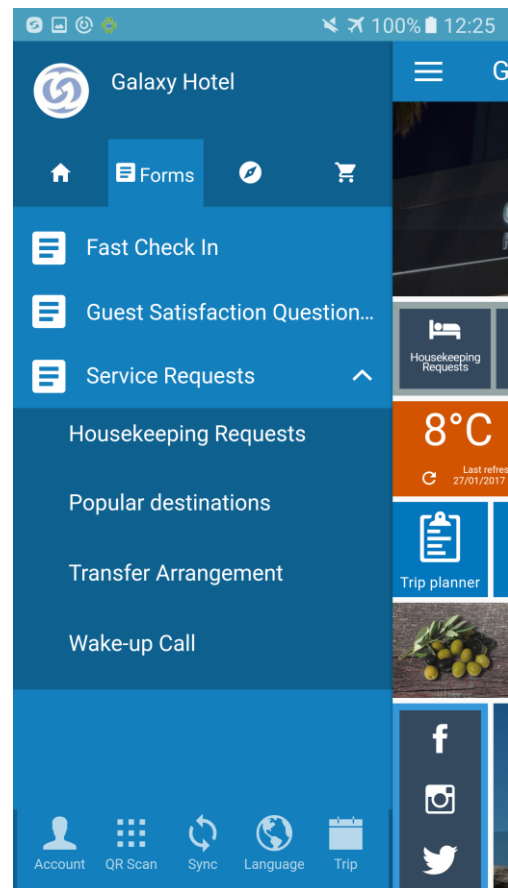 100% 12:25
Galaxy Hotel
Forms
Fast Check In
Guest Satisfaction Question...
Service Requests
Housekeeping Requests
Popular destinations
Transfer Arrangement
Wake-up Call
Account
QR Scan
Sync
Language
Trip
G
Housekeeping
Requests
8°C
Last refres
27/01/2017
Trip planner